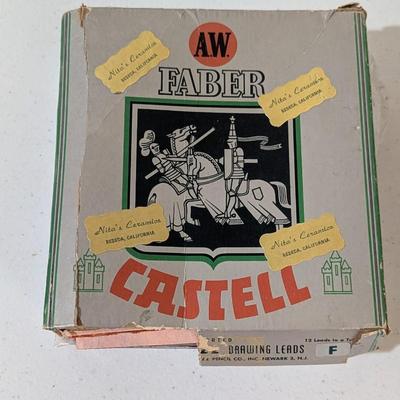 A.W.
FABER
Nita's Ceramics
RESEDA, CALIFORNIA
Nita's Ceramics
RESEDA, CALIFORNIA
Nita's Ceramics
RESEDA, CALIFORNIA
Nita's Ceramics
RESEDA, CALIFORNIA
CASTELL
12 Leads in a
DRAWING LEADS F
PENCIL CO., INC. NEWARK 3, N.J.